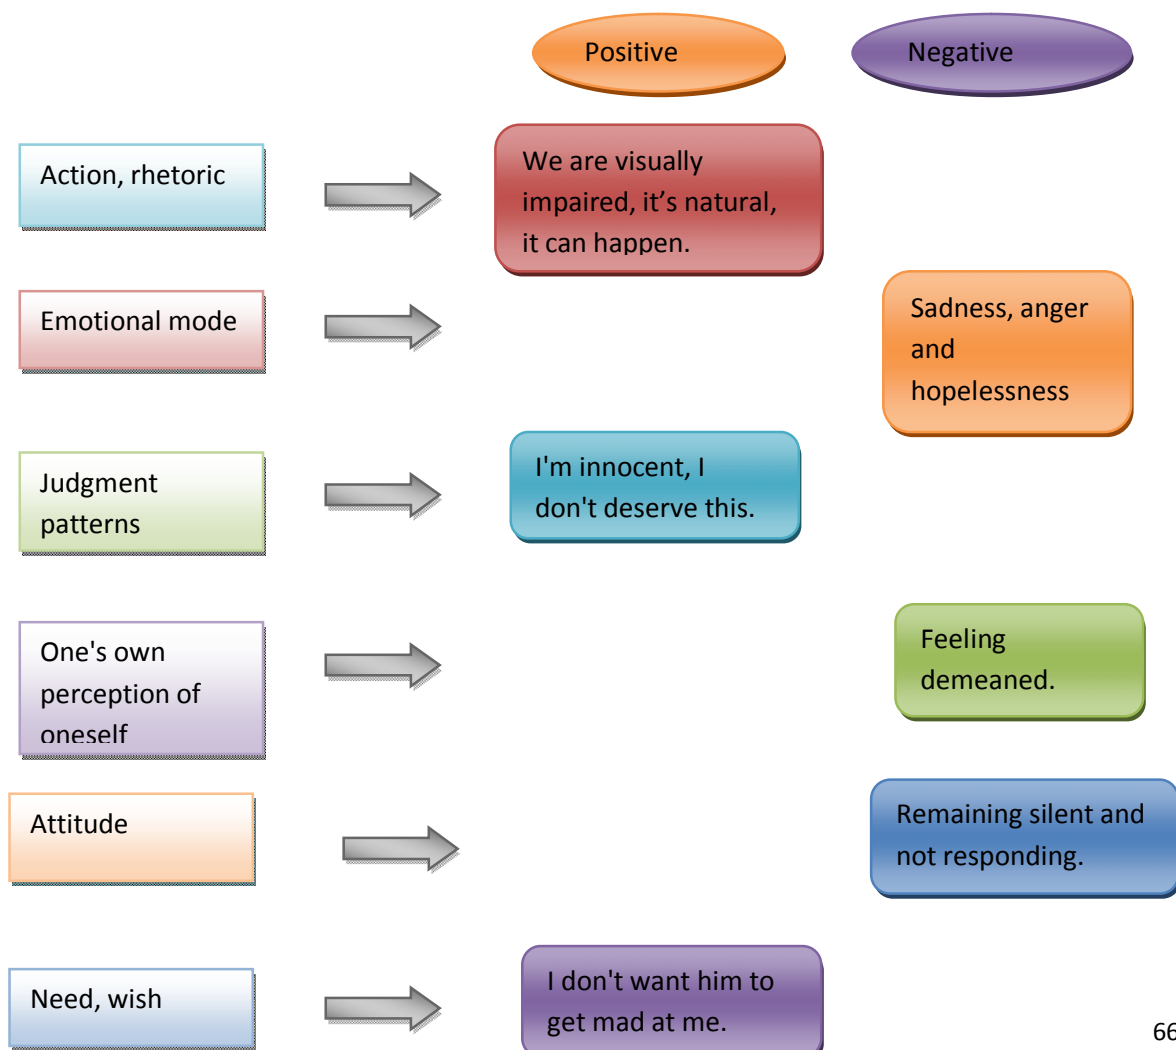 Positive
Negative
Action, rhetoric
We are visually
impaired, it’s natural,
it can happen.
Emotional mode
Sadness, anger
and
hopelessness
Judgment
patterns
I'm innocent, I
don't deserve this.
One's own
perception of
oneself
Feeling
demeaned.
Attitude
Remaining silent and
not responding.
Need, wish
I don't want him to
get mad at me.
66